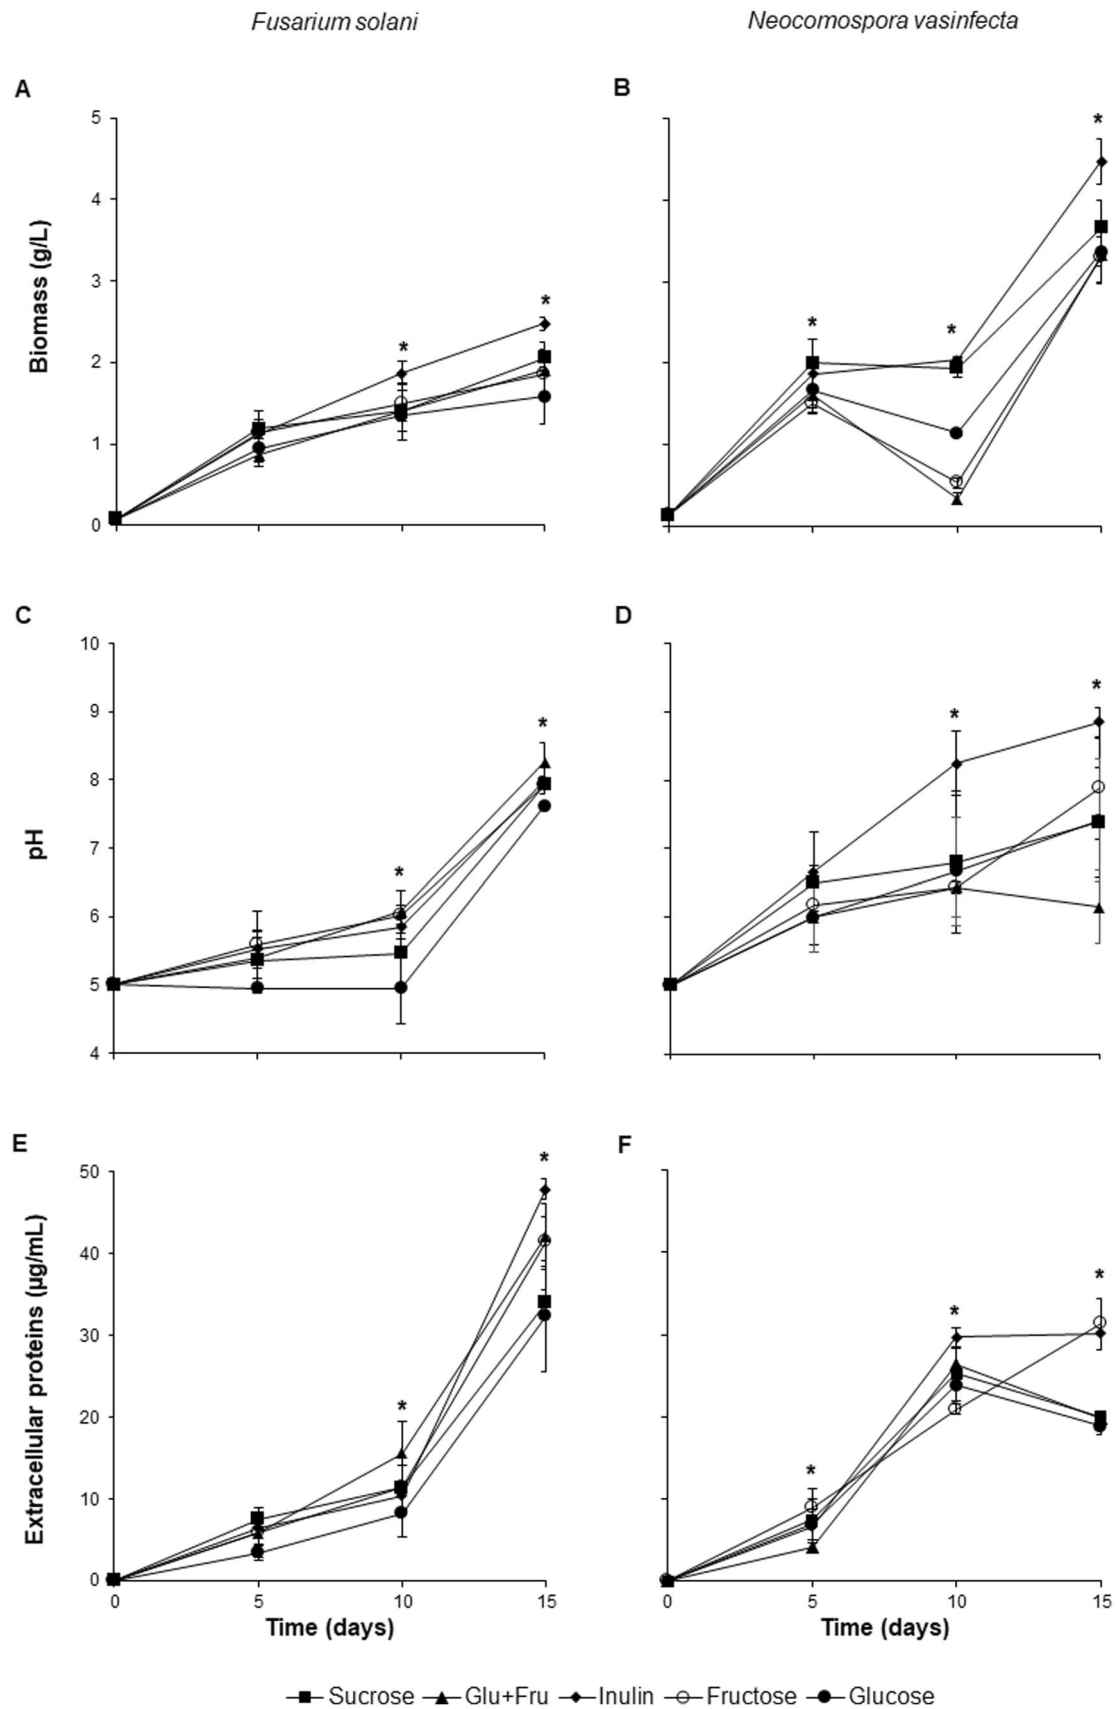 Fusarium solani
Neocomospora vasinfecta
A
B
Biomass (g/L)
5
4
3
2
1
0
*
*
*
*
*
C
D
pH
10
9
8
7
6
5
4
*
*
*
*
E
F
Extracellular proteins (µg/mL)
50
40
30
20
10
0
*
*
*
*
*
0 5 10 15
0 5 10 15
Time (days)
Time (days)
Sucrose Glu+Fru Inulin Fructose Glucose